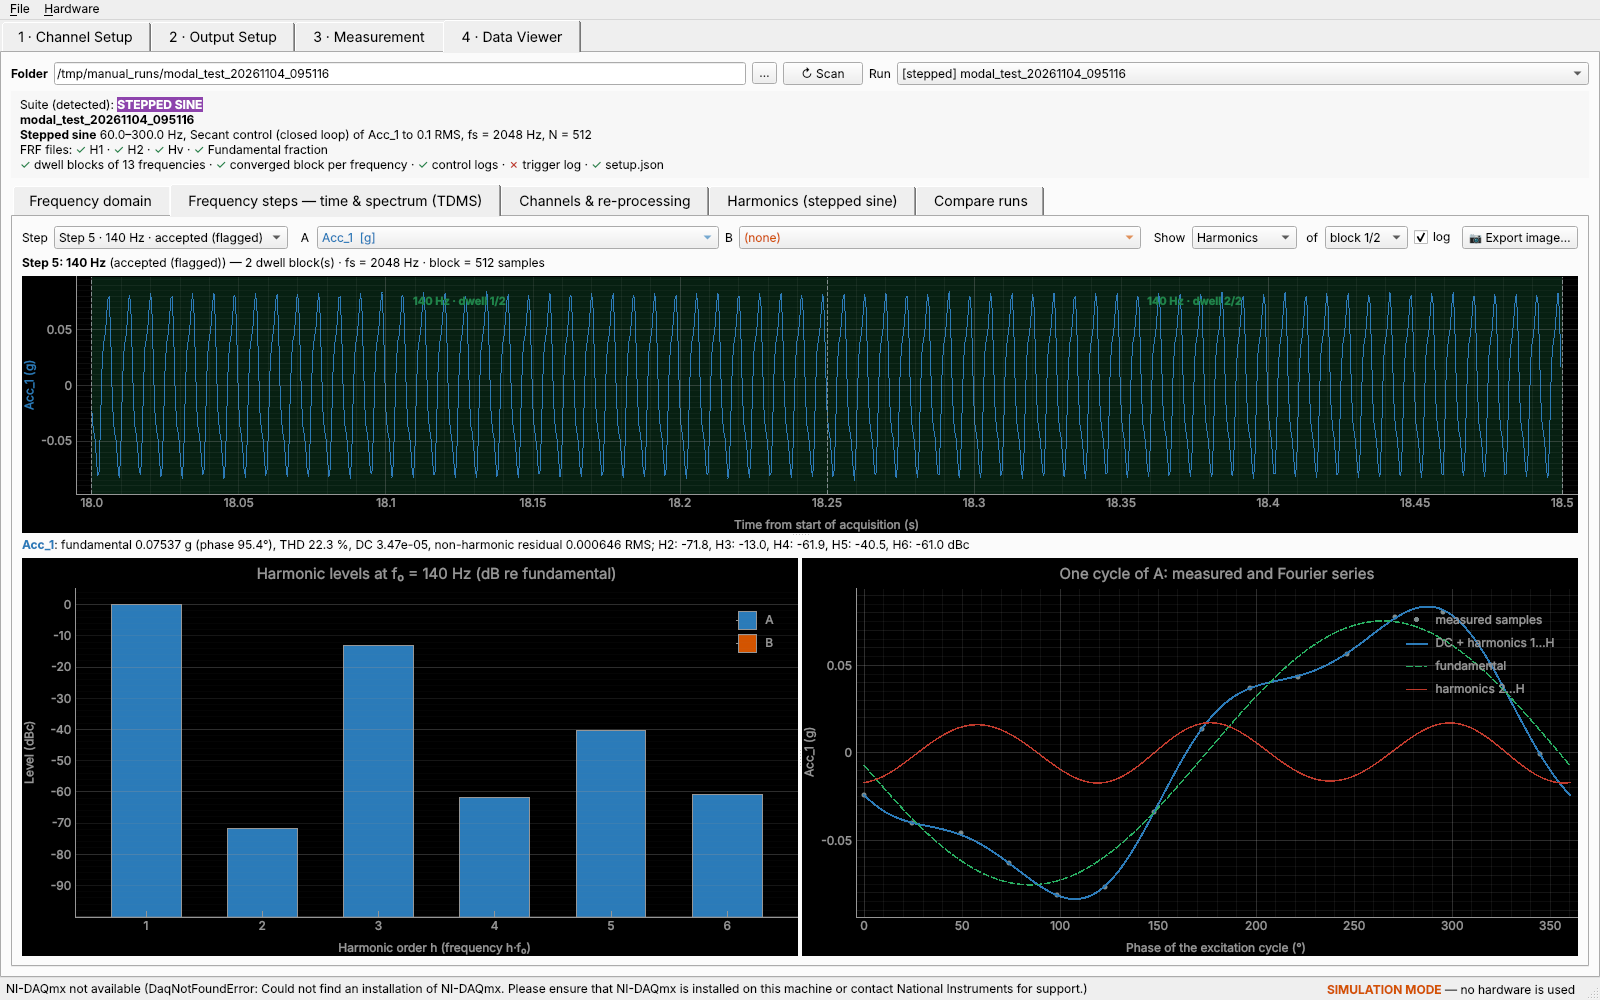 File Hardware
1 · Channel Setup 2 · Output Setup 3 · Measurement 4 · Data Viewer
Folder /tmp/manual_runs/modal_test_20261104_095116 ... ↻ Scan Run [stepped] modal_test_20261104_095116
Suite (detected): STEPPED SINE
modal_test_20261104_095116
Stepped sine 60.0–300.0 Hz, Secant control (closed loop) of Acc_1 to 0.1 RMS, fs = 2048 Hz, N = 512
FRF files: ✓ H1 · ✓ H2 · ✓ Hv · ✓ Fundamental fraction
✓ dwell blocks of 13 frequencies · ✓ converged block per frequency · ✓ control logs · × trigger log · ✓ setup.json
Frequency domain Frequency steps — time & spectrum (TDMS) Channels & re-processing Harmonics (stepped sine) Compare runs
Step Step 5 · 140 Hz · accepted (flagged) A Acc_1 [g] B (none) Show Harmonics of block 1/2 ✓ log 📷 Export image...
Step 5: 140 Hz (accepted (flagged)) — 2 dwell block(s) · fs = 2048 Hz · block = 512 samples
140 Hz · dwell 1/2 140 Hz · dwell 2/2
0.05
0
-0.05
Acc_1 (g)
18.0 18.05 18.1 18.15 18.2 18.25 18.3 18.35 18.4 18.45 18.5
Time from start of acquisition (s)
Acc_1: fundamental 0.07537 g (phase 95.4°), THD 22.3 %, DC 3.47e-05, non-harmonic residual 0.000646 RMS; H2: -71.8, H3: -13.0, H4: -61.9, H5: -40.5, H6: -61.0 dBc
Harmonic levels at f₀ = 140 Hz (dB re fundamental)
A
B
0
-10
-20
-30
-40
-50
-60
-70
-80
-90
Level (dBc)
1 2 3 4 5 6
Harmonic order h (frequency h·f₀)
One cycle of A: measured and Fourier series
measured samples
DC + harmonics 1...H
fundamental
harmonics 2...H
0.05
0
-0.05
Acc_1 (g)
0 50 100 150 200 250 300 350
Phase of the excitation cycle (°)
NI-DAQmx not available (DaqNotFoundError: Could not find an installation of NI-DAQmx. Please ensure that NI-DAQmx is installed on this machine or contact National Instruments for support.) SIMULATION MODE — no hardware is used